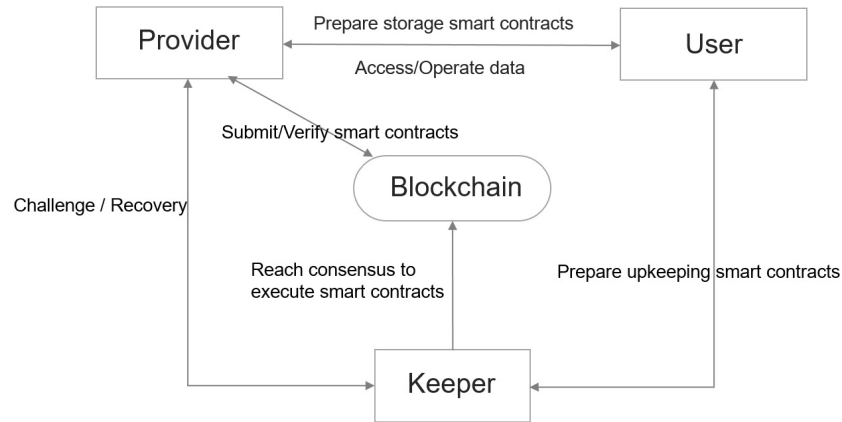 Provider
Prepare storage smart contracts
User
Access/Operate data
Submit/Verify smart contracts
Blockchain
Challenge / Recovery
Reach consensus to
execute smart contracts
Prepare upkeeping smart contracts
Keeper